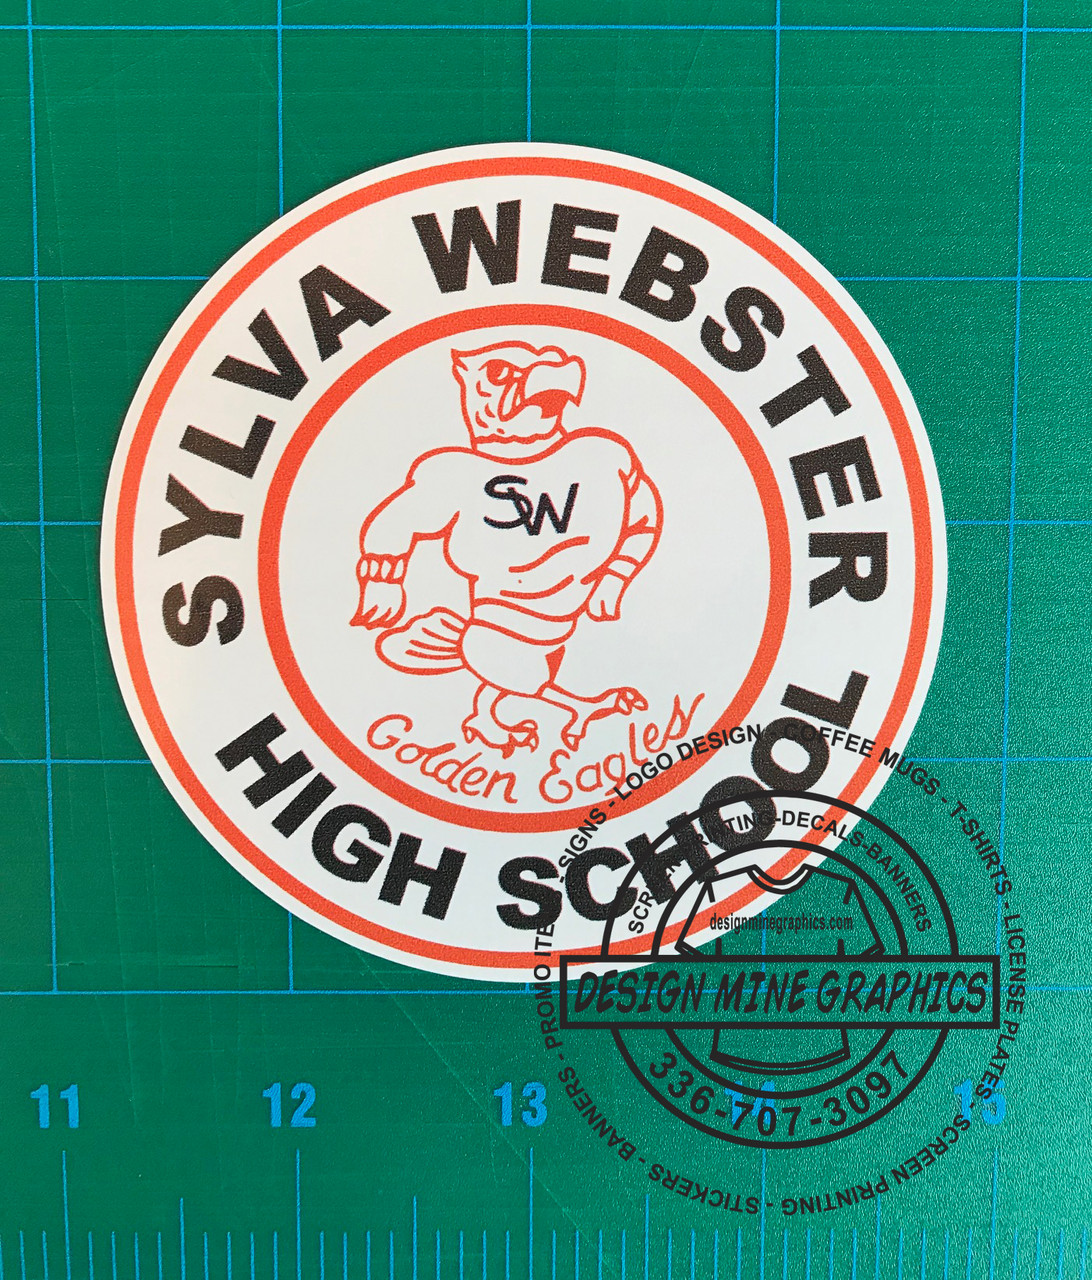 SYLVA WEBSTER
HIGH SCHOOL
SW
Golden Eagles
SIGNS - LOGO DESIGN - COFFEE MUGS - T-SHIRTS - LICENSE PLATES - SCREEN PRINTING - STICKERS - BANNERS - PROMO ITEMS -
SCREEN PRINTING-DECALS-BANNERS
designminegraphics.com
DESIGN MINE GRAPHICS
336-707-3097
11 12 13 14 15